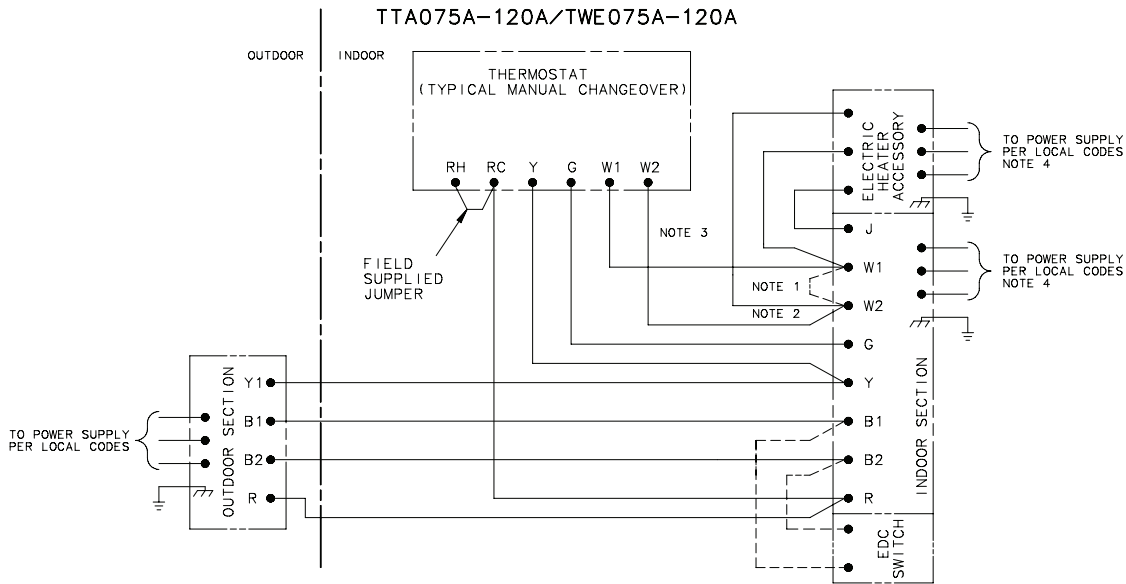 TTA075A-120A/TWE075A-120A
OUTDOOR
INDOOR
THERMOSTAT
(TYPICAL MANUAL CHANGEOVER)
RH
RC
Y
G
W1
W2
FIELD
SUPPLIED
JUMPER
NOTE 3
NOTE 1
NOTE 2
ELECTRIC
HEATER
ACCESSORY
TO POWER SUPPLY
PER LOCAL CODES
NOTE 4
J
W1
W2
G
Y
B1
B2
R
INDOOR SECTION
TO POWER SUPPLY
PER LOCAL CODES
NOTE 4
EDC
SWITCH
TO POWER SUPPLY
PER LOCAL CODES
OUTDOOR SECTION
Y1
B1
B2
R